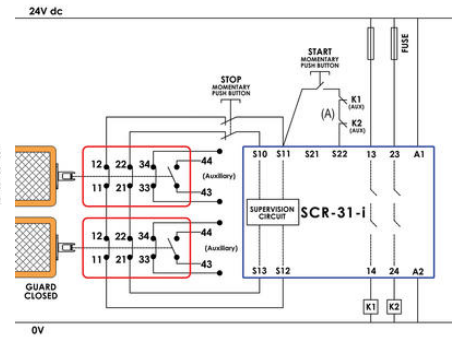 24V dc
START
MOMENTARY
PUSH BUTTON
FUSE
STOP
MOMENTARY
PUSH BUTTON
K1
(AUX)
(A)
K2
(AUX)
12 22 34 44
(Auxiliary)
11 21 33 43
S10 S11 S21 S22 13 23 A1
SUPERVISION
CIRCUIT
SCR-31-i
12 22 34 44
(Auxiliary)
11 21 33 43
S13 S12 14 24 A2
GUARD
CLOSED
K1 K2
0V